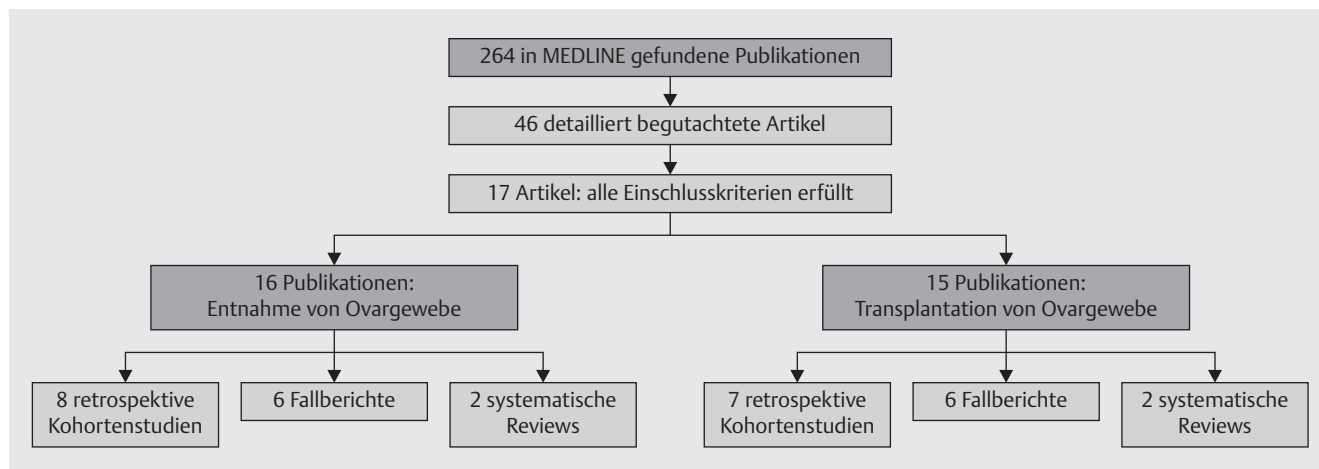 264 in MEDLINE gefundene Publikationen
46 detailliert begutachtete Artikel
17 Artikel: alle Einschlusskriterien erfüllt
16 Publikationen:
Entnahme von Ovargewebe
15 Publikationen:
Transplantation von Ovargewebe
8 retrospektive
Kohortenstudien
6 Fallberichte
2 systematische
Reviews
7 retrospektive
Kohortenstudien
6 Fallberichte
2 systematische
Reviews